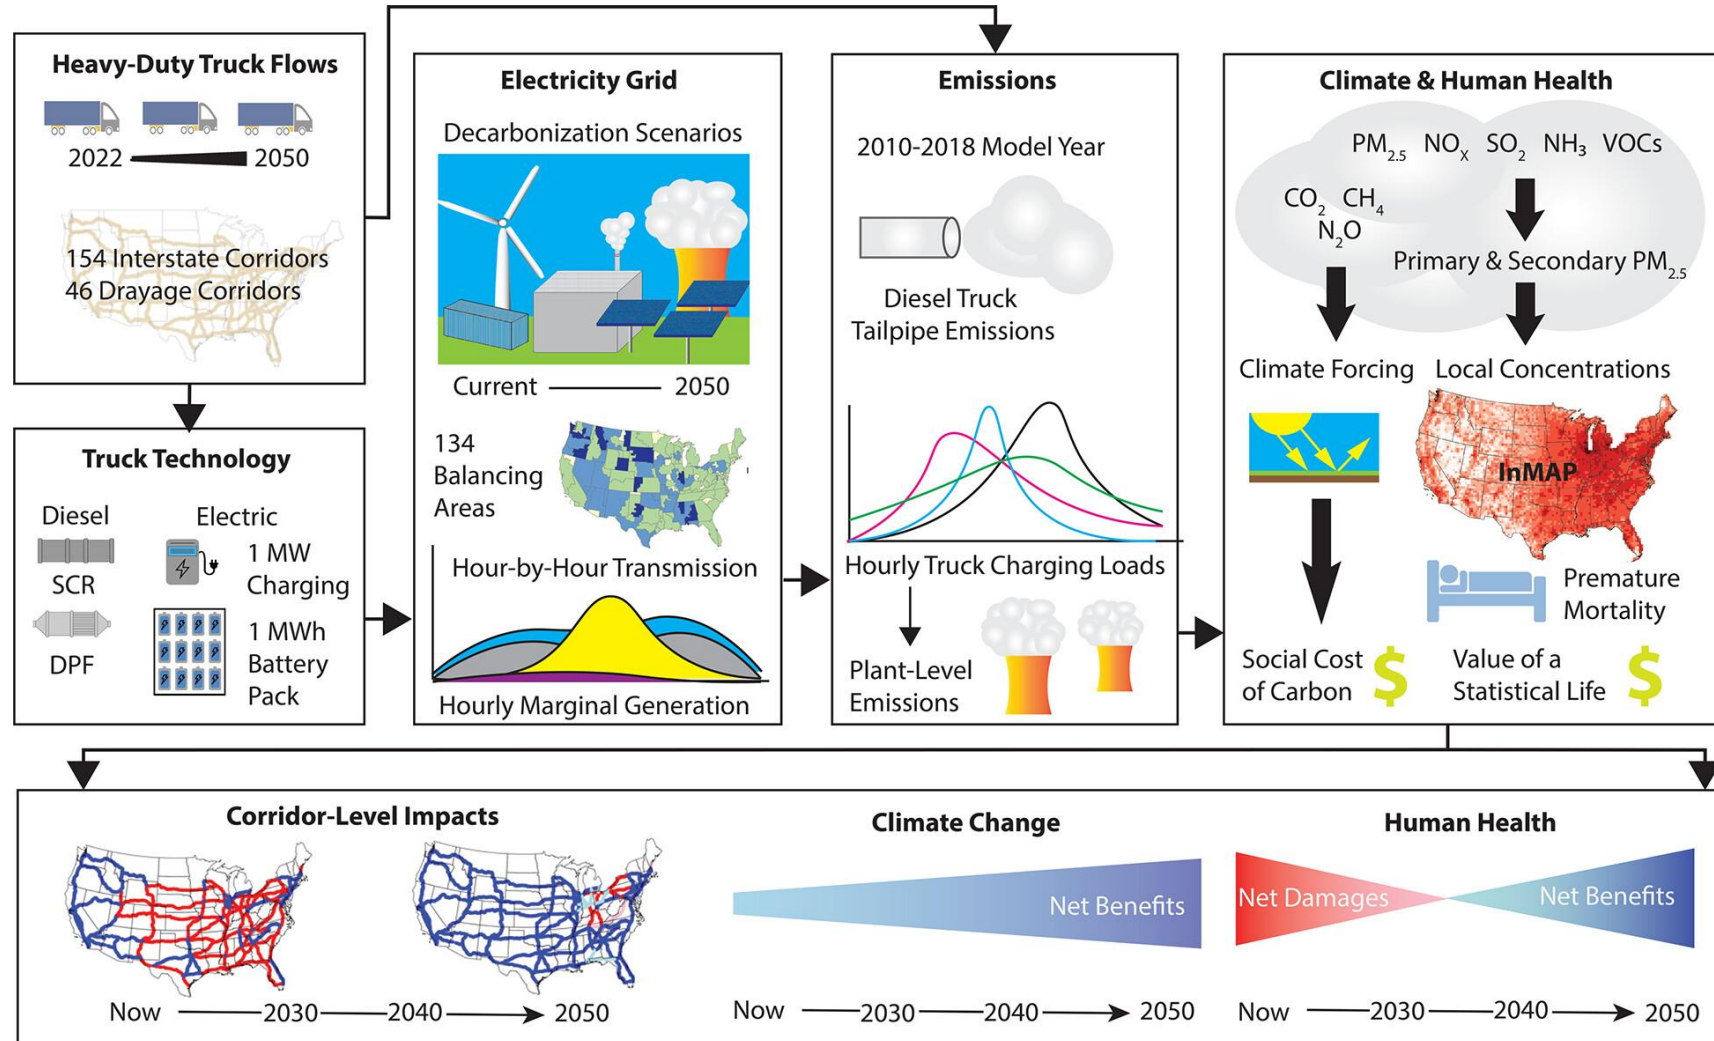 Heavy-Duty Truck Flows
2022
2050
154 Interstate Corridors
46 Drayage Corridors
Truck Technology
Diesel
SCR
DPF
Electric
1 MW
Charging
1 MWh
Battery
Pack
Electricity Grid
Decarbonization Scenarios
Current
2050
134
Balancing
Areas
Hour-by-Hour Transmission
Hourly Marginal Generation
Emissions
2010-2018 Model Year
Diesel Truck
Tailpipe Emissions
Hourly Truck Charging Loads
Plant-Level
Emissions
Climate & Human Health
PM2.5 NOX SO2 NH3 VOCs
CO2 CH4
N2O
Primary & Secondary PM2.5
Climate Forcing
Local Concentrations
InMAP
Premature
Mortality
Social Cost
of Carbon
$
Value of a
Statistical Life
$
Corridor-Level Impacts
Now 2030 2040 2050
Climate Change
Net Benefits
Now 2030 2040 2050
Human Health
Net Damages
Net Benefits
Now 2030 2040 2050